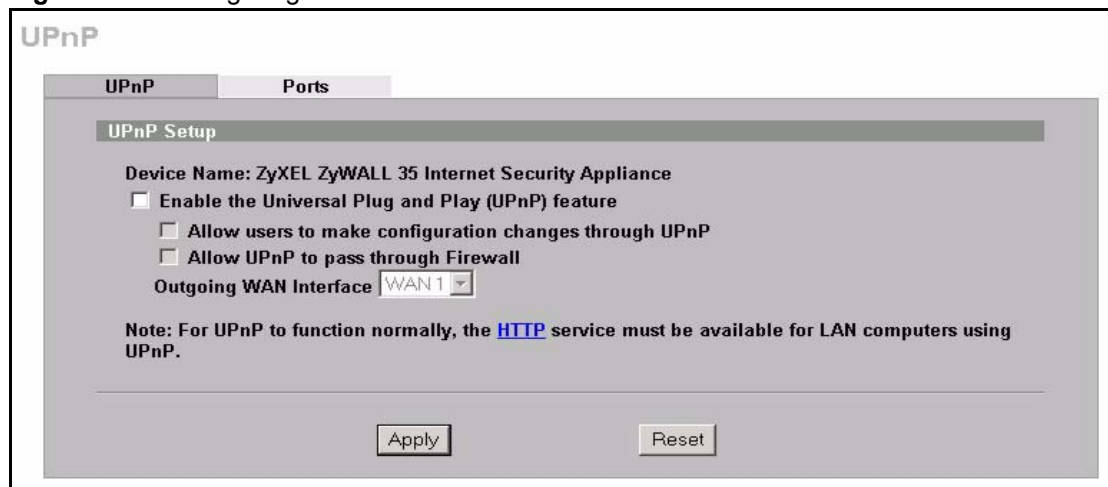 UPnP
UPnP Ports
UPnP Setup
Device Name: ZyXEL ZyWALL 35 Internet Security Appliance
Enable the Universal Plug and Play (UPnP) feature
Allow users to make configuration changes through UPnP
Allow UPnP to pass through Firewall
Outgoing WAN Interface WAN 1
Note: For UPnP to function normally, the HTTP service must be available for LAN computers using
UPnP.
Apply Reset